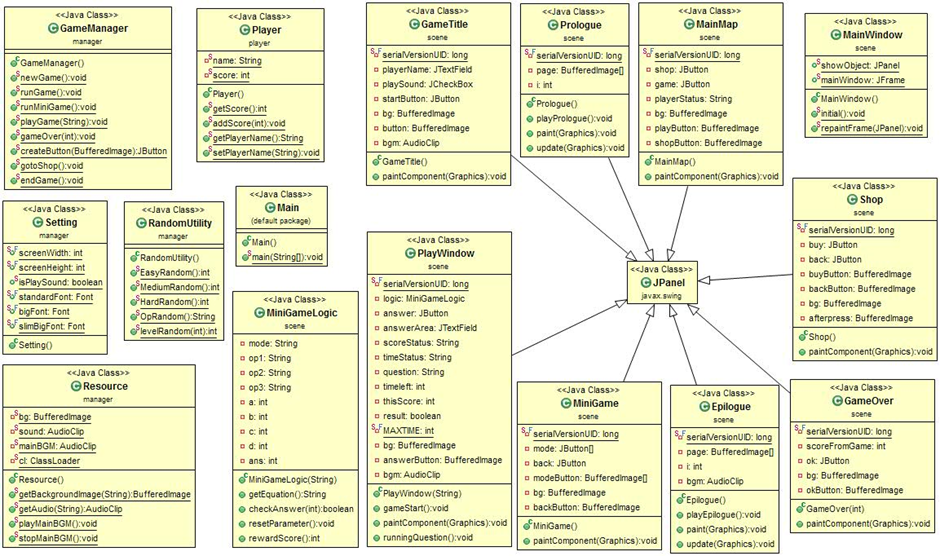 <<Java Class>>
GameManager
manager
GameManager()
newGame():void
runGame():void
runMiniGame():void
playGame(String):void
gameOver(int):void
createButton(BufferedImage):JButton
gotoShop():void
endGame():void
<<Java Class>>
Player
player
name: String
score: int
Player()
getScore():int
addScore(int):void
getPlayerName():String
setPlayerName(String):void
<<Java Class>>
GameTitle
scene
serialVersionUID: long
playerName: JTextField
playSound: JCheckBox
startButton: JButton
bg: BufferedImage
button: BufferedImage
bgm: AudioClip
GameTitle()
paintComponent(Graphics):void
<<Java Class>>
Prologue
scene
serialVersionUID: long
page: BufferedImage[]
i: int
Prologue()
playPrologue():void
paint(Graphics):void
update(Graphics):void
<<Java Class>>
MainMap
scene
serialVersionUID: long
shop: JButton
game: JButton
playerStatus: String
bg: BufferedImage
playButton: BufferedImage
shopButton: BufferedImage
MainMap()
paintComponent(Graphics):void
<<Java Class>>
MainWindow
scene
showObject: JPanel
mainWindow: JFrame
MainWindow()
initial():void
repaintFrame(JPanel):void
<<Java Class>>
Setting
manager
screenWidth: int
screenHeight: int
isPlaySound: boolean
standardFont: Font
bigFont: Font
slimBigFont: Font
Setting()
<<Java Class>>
RandomUtility
manager
RandomUtility()
EasyRandom():int
MediumRandom():int
HardRandom():int
OpRandom():String
levelRandom(int):int
<<Java Class>>
Main
(default package)
Main()
main(String[]):void
<<Java Class>>
PlayWindow
scene
serialVersionUID: long
logic: MiniGameLogic
answer: JButton
answerArea: JTextField
scoreStatus: String
timeStatus: String
question: String
timeleft: int
thisScore: int
result: boolean
MAXTIME: int
bg: BufferedImage
answerButton: BufferedImage
bgm: AudioClip
PlayWindow(String)
gameStart():void
paintComponent(Graphics):void
runningQuestion():void
<<Java Class>>
JPanel
javax.swing
<<Java Class>>
Shop
scene
serialVersionUID: long
buy: JButton
back: JButton
buyButton: BufferedImage
backButton: BufferedImage
bg: BufferedImage
afterpress: BufferedImage
Shop()
paintComponent(Graphics):void
<<Java Class>>
MiniGameLogic
scene
mode: String
op1: String
op2: String
op3: String
a: int
b: int
c: int
d: int
ans: int
MiniGameLogic(String)
getEquation():String
checkAnswer(int):boolean
resetParameter():void
rewardScore():int
<<Java Class>>
Resource
manager
bg: BufferedImage
sound: AudioClip
mainBGM: AudioClip
cl: ClassLoader
Resource()
getBackgroundImage(String):BufferedImage
getAudio(String):AudioClip
playMainBGM():void
stopMainBGM():void
<<Java Class>>
MiniGame
scene
serialVersionUID: long
mode: JButton[]
back: JButton
modeButton: BufferedImage[]
bg: BufferedImage
backButton: BufferedImage
MiniGame()
paintComponent(Graphics):void
<<Java Class>>
Epilogue
scene
serialVersionUID: long
page: BufferedImage[]
i: int
bgm: AudioClip
Epilogue()
playEpilogue():void
paint(Graphics):void
update(Graphics):void
<<Java Class>>
GameOver
scene
serialVersionUID: long
scoreFromGame: int
ok: JButton
bg: BufferedImage
okButton: BufferedImage
GameOver(int)
paintComponent(Graphics):void